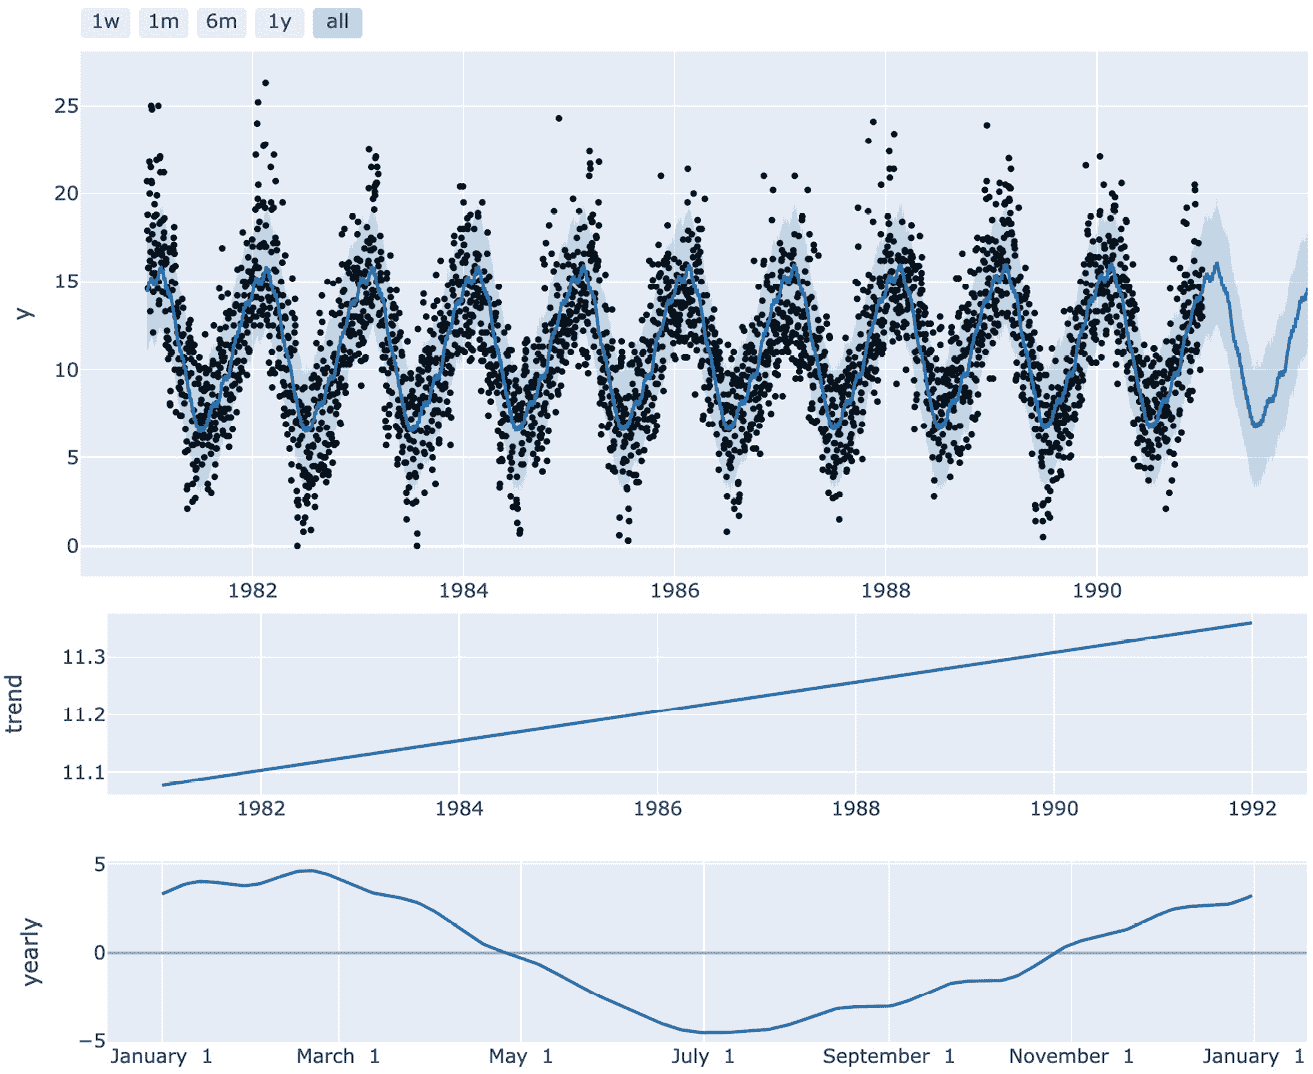 1w 1m 6m 1y all
25
20
15
10
5
0
y
1982 1984 1986 1988 1990
11.3
11.2
11.1
trend
1982 1984 1986 1988 1990 1992
5
0
−5
yearly
January 1 March 1 May 1 July 1 September 1 November 1 January 1